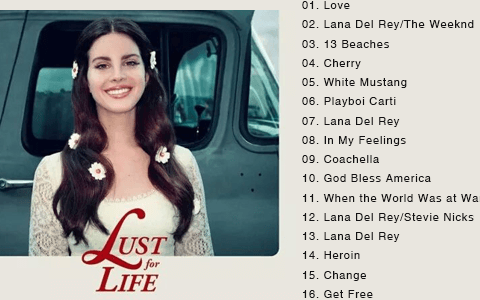 LUST
for
LIFE
01. Love
02. Lana Del Rey/The Weeknd
03. 13 Beaches
04. Cherry
05. White Mustang
06. Playboi Carti
07. Lana Del Rey
08. In My Feelings
09. Coachella
10. God Bless America
11. When the World Was at Wa
12. Lana Del Rey/Stevie Nicks
13. Lana Del Rey
14. Heroin
15. Change
16. Get Free